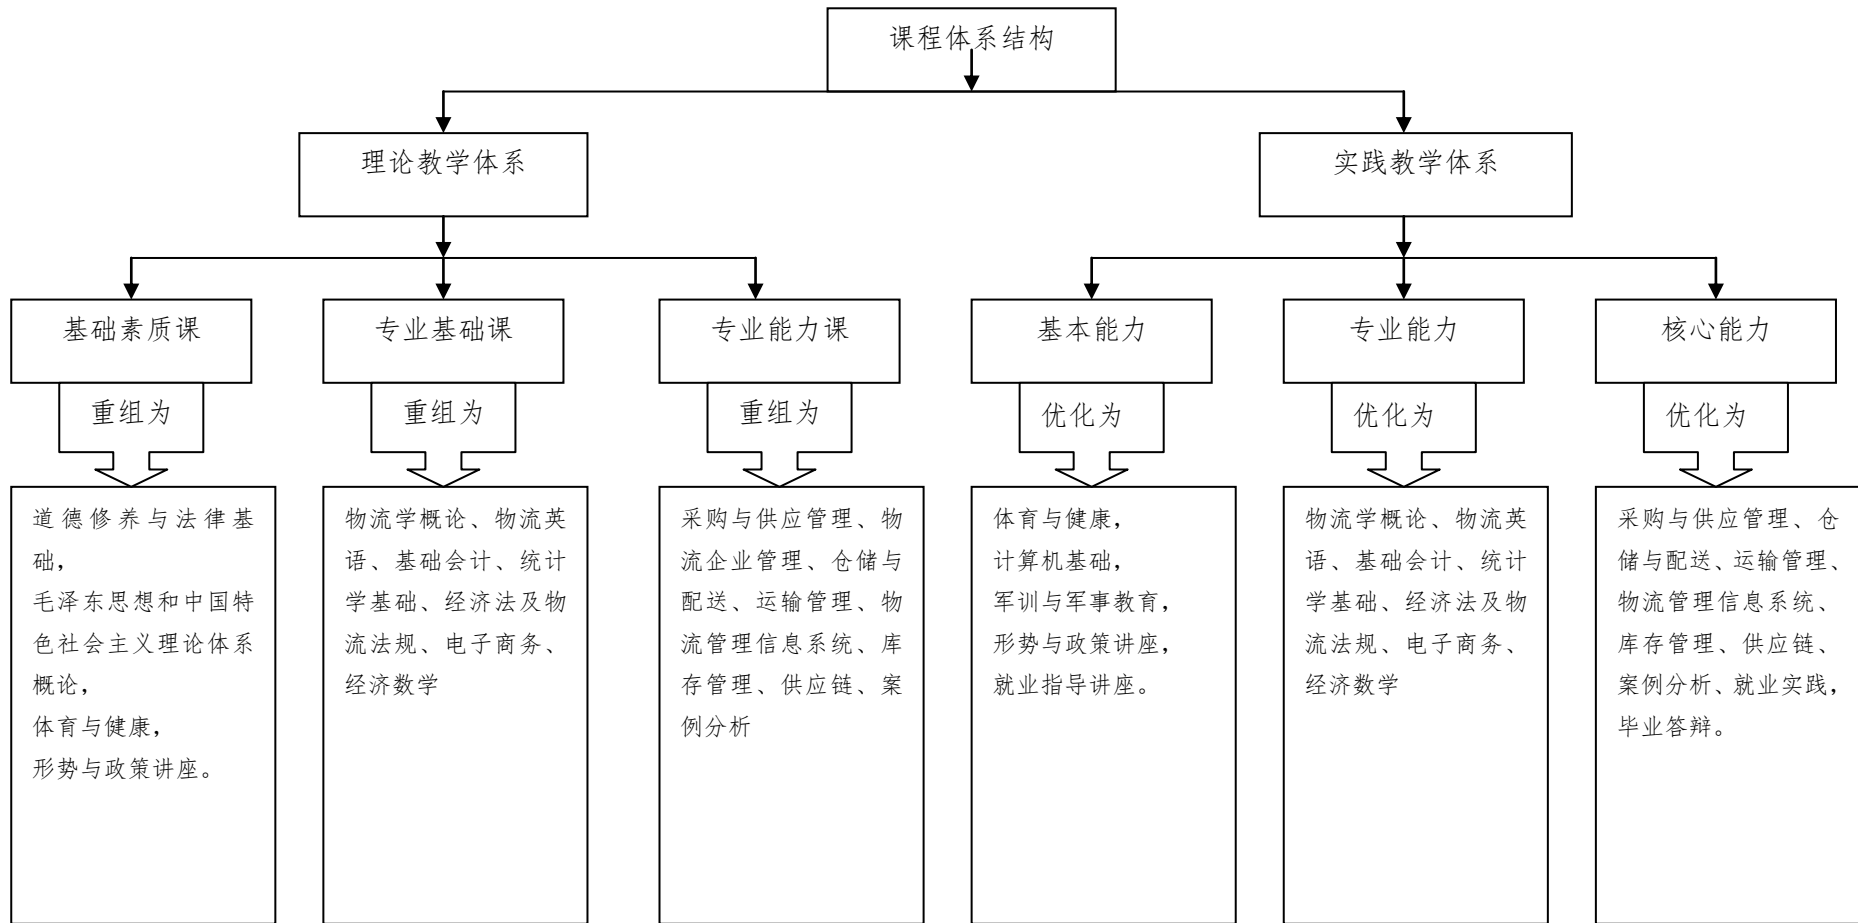 课程体系结构
理论教学体系
实践教学体系
基础素质课
专业基础课
专业能力课
基本能力
专业能力
核心能力
重组为
重组为
重组为
优化为
优化为
优化为
道德修养与法律基
础，
毛泽东思想和中国特
色社会主义理论体系
概论，
体育与健康，
形势与政策讲座。
物流学概论、物流英
语、基础会计、统计
学基础、经济法及物
流法规、电子商务、
经济数学
采购与供应管理、物
流企业管理、仓储与
配送、运输管理、物
流管理信息系统、库
存管理、供应链、案
例分析
体育与健康，
计算机基础，
军训与军事教育，
形势与政策讲座，
就业指导讲座。
物流学概论、物流英
语、基础会计、统计
学基础、经济法及物
流法规、电子商务、
经济数学
采购与供应管理、仓
储与配送、运输管理、
物流管理信息系统、
库存管理、供应链、
案例分析、就业实践，
毕业答辩。